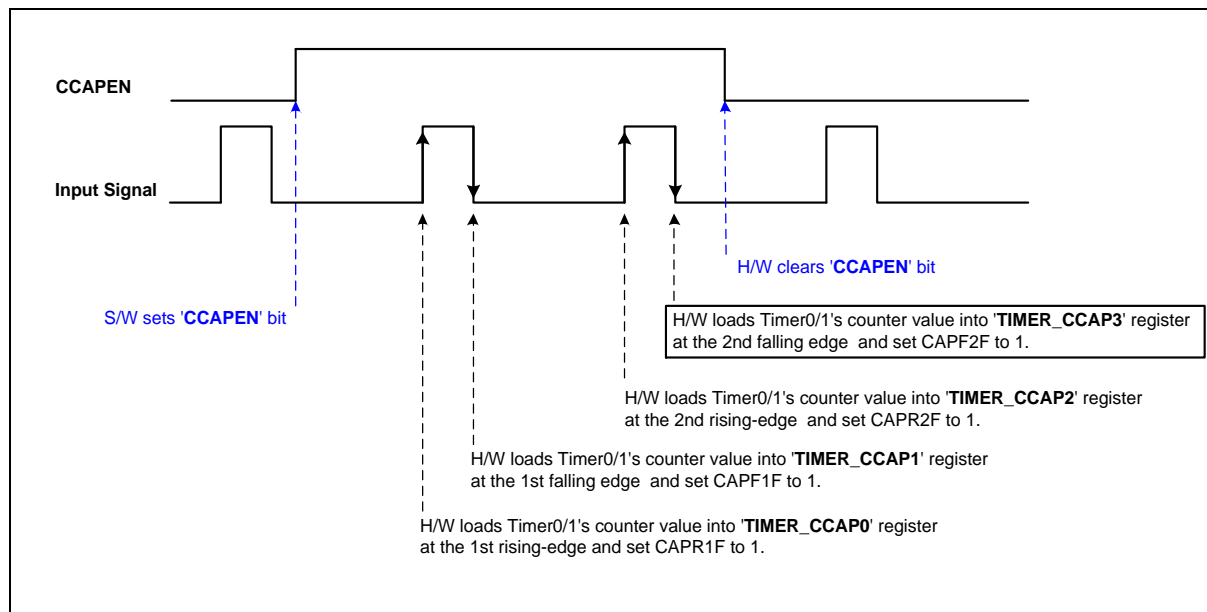 CCAPEN
Input Signal
H/W clears 'CCAPEN' bit
S/W sets 'CCAPEN' bit
H/W loads Timer0/1's counter value into 'TIMER_CCAP3' register
at the 2nd falling edge and set CAPF2F to 1.
H/W loads Timer0/1's counter value into 'TIMER_CCAP2' register
at the 2nd rising-edge and set CAPR2F to 1.
H/W loads Timer0/1's counter value into 'TIMER_CCAP1' register
at the 1st falling edge and set CAPF1F to 1.
H/W loads Timer0/1's counter value into 'TIMER_CCAP0' register
at the 1st rising-edge and set CAPR1F to 1.